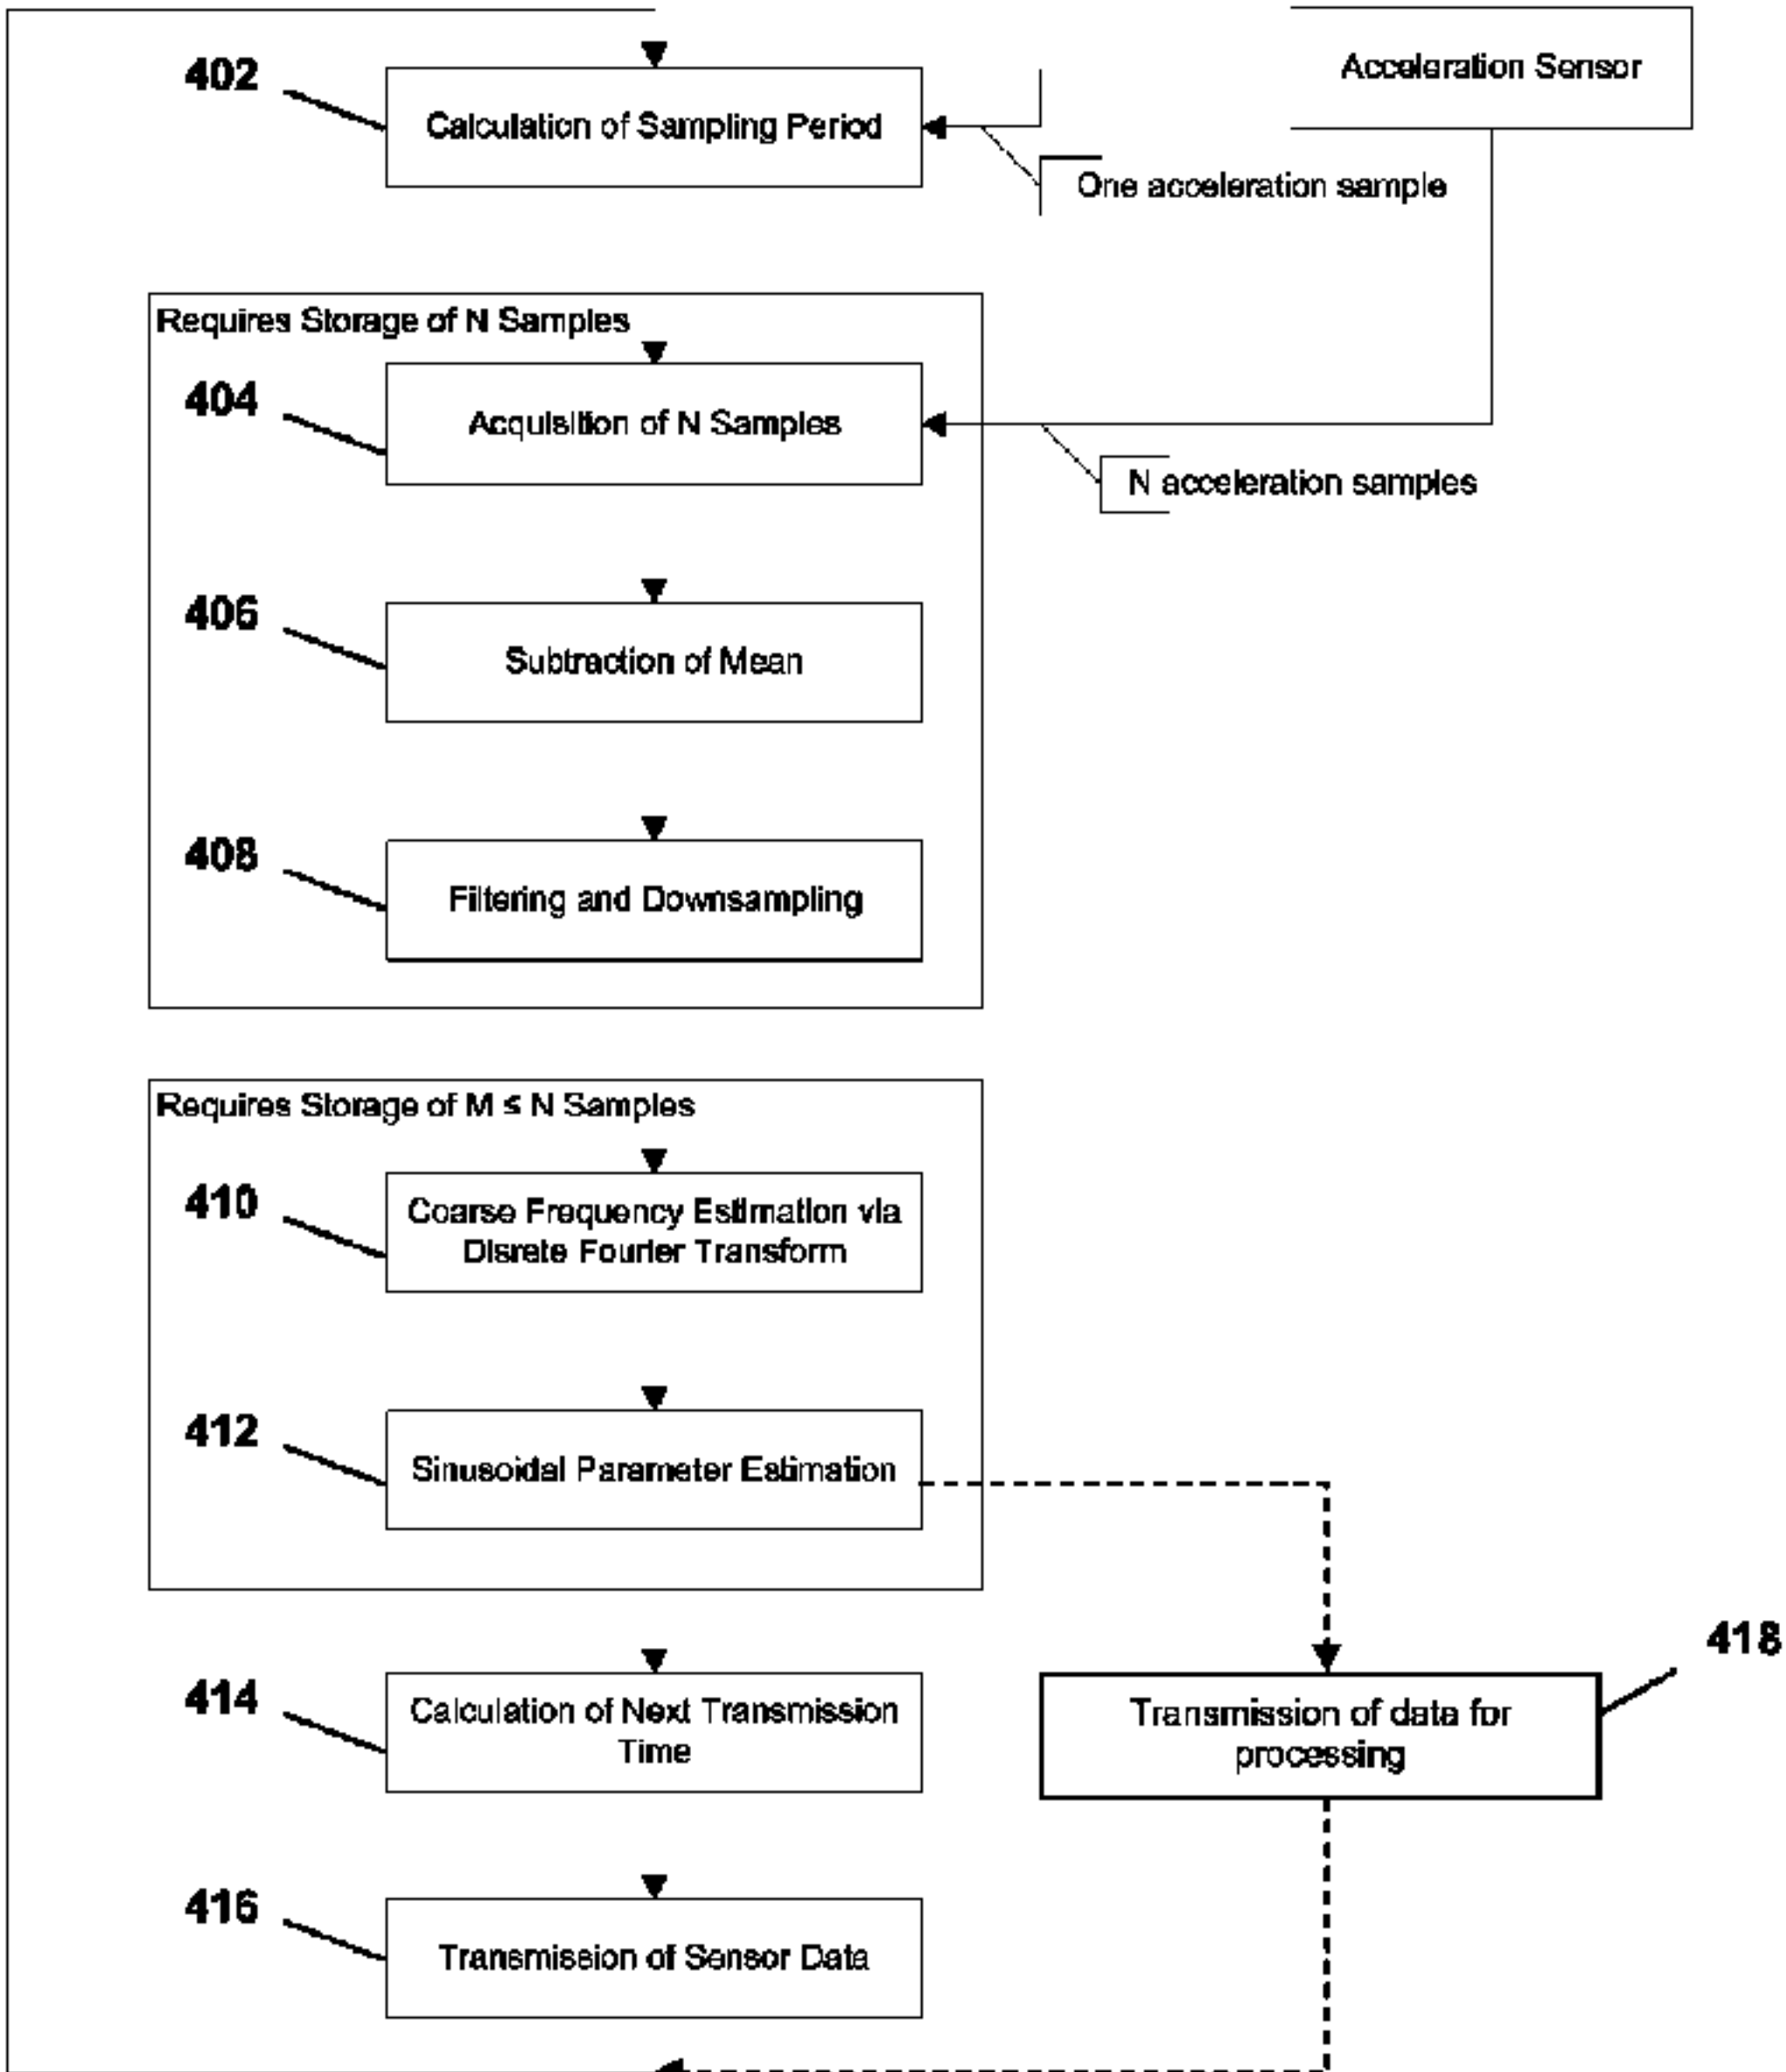 Acceleration Sensor
402
Calculation of Sampling Period
One acceleration sample
Requires Storage of N Samples
404
Acquisition of N Samples
N acceleration samples
406
Subtraction of Mean
408
Filtering and Downsampling
Requires Storage of M ≤ N Samples
410
Coarse Frequency Estimation via
Disrete Fourier Transform
412
Sinusoidal Parameter Estimation
418
414
Calculation of Next Transmission
Time
Transmission of data for
processing
416
Transmission of Sensor Data